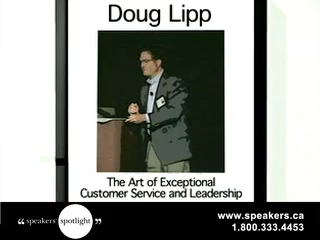 Doug Lipp
The Art of Exceptional
Customer Service and Leadership
“speakers' spotlight”
www.speakers.ca
1.800.333.4453